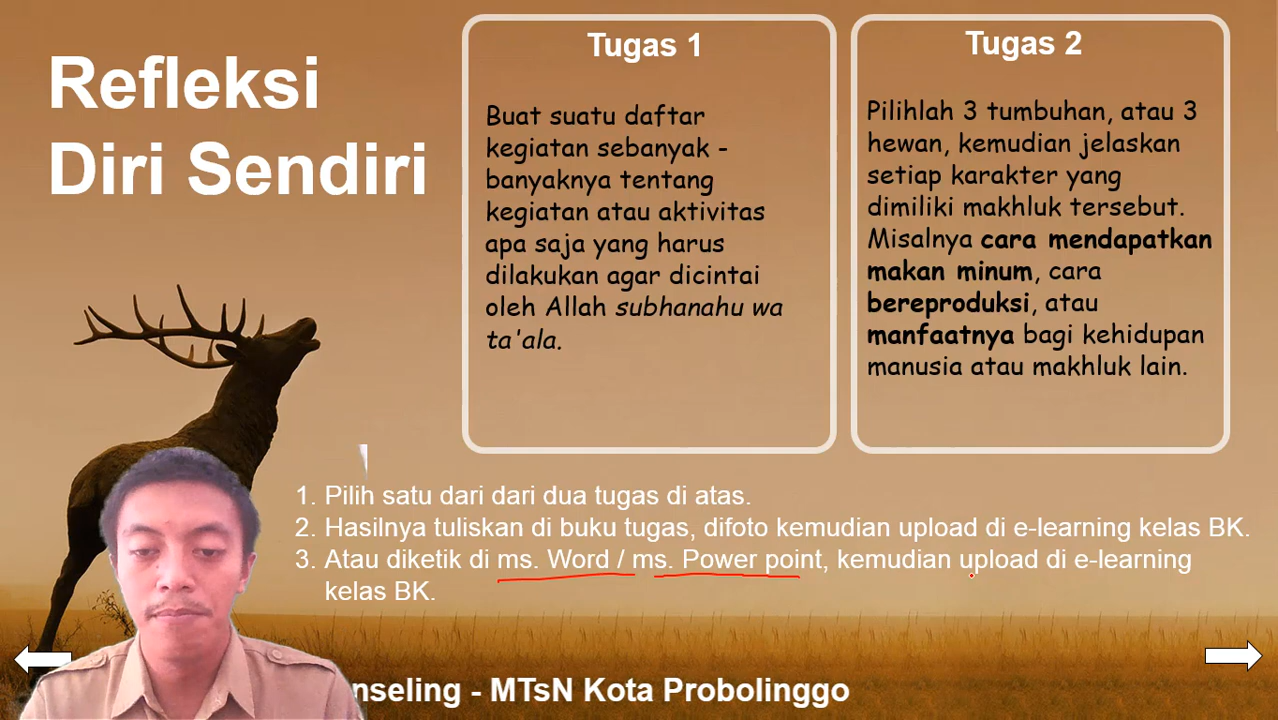 Refleksi
Diri Sendiri
Tugas 1
Buat suatu daftar
kegiatan sebanyak -
banyaknya tentang
kegiatan atau aktivitas
apa saja yang harus
dilakukan agar dicintai
oleh Allah subhanahu wa
ta'ala.
Tugas 2
Pilihlah 3 tumbuhan, atau 3
hewan, kemudian jelaskan
setiap karakter yang
dimiliki makhluk tersebut.
Misalnya cara mendapatkan
makan minum, cara
bereproduksi, atau
manfaatnya bagi kehidupan
manusia atau makhluk lain.
1. Pilih satu dari dari dua tugas di atas.
2. Hasilnya tuliskan di buku tugas, difoto kemudian upload di e-learning kelas BK.
3. Atau diketik di ms. Word / ms. Power point, kemudian upload di e-learning
kelas BK.
nseling - MTsN Kota Probolinggo